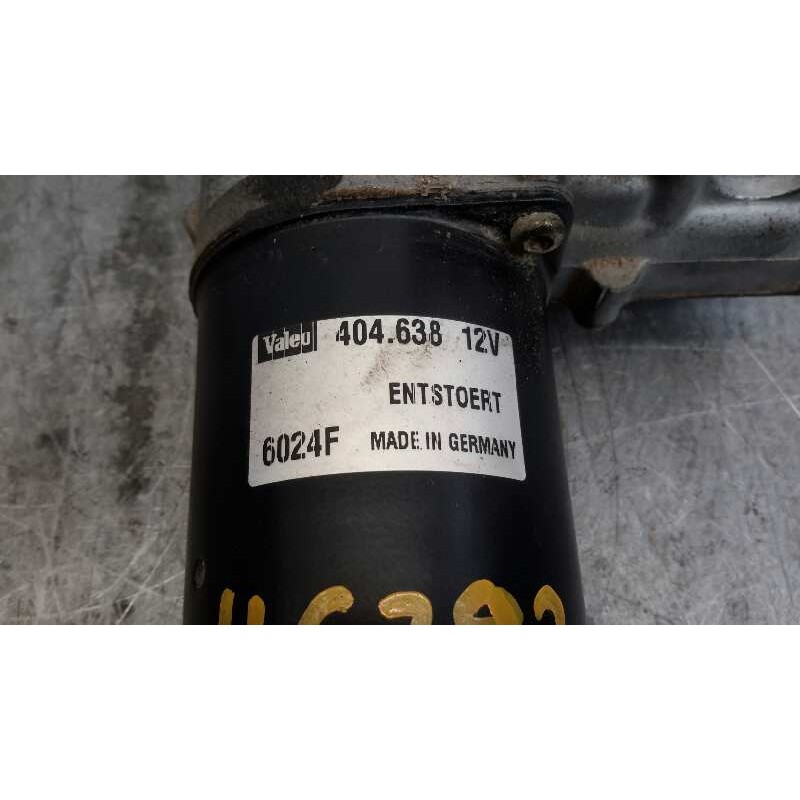 Valeo 404.638 12V
ENTSTOERT
6024F MADE IN GERMANY